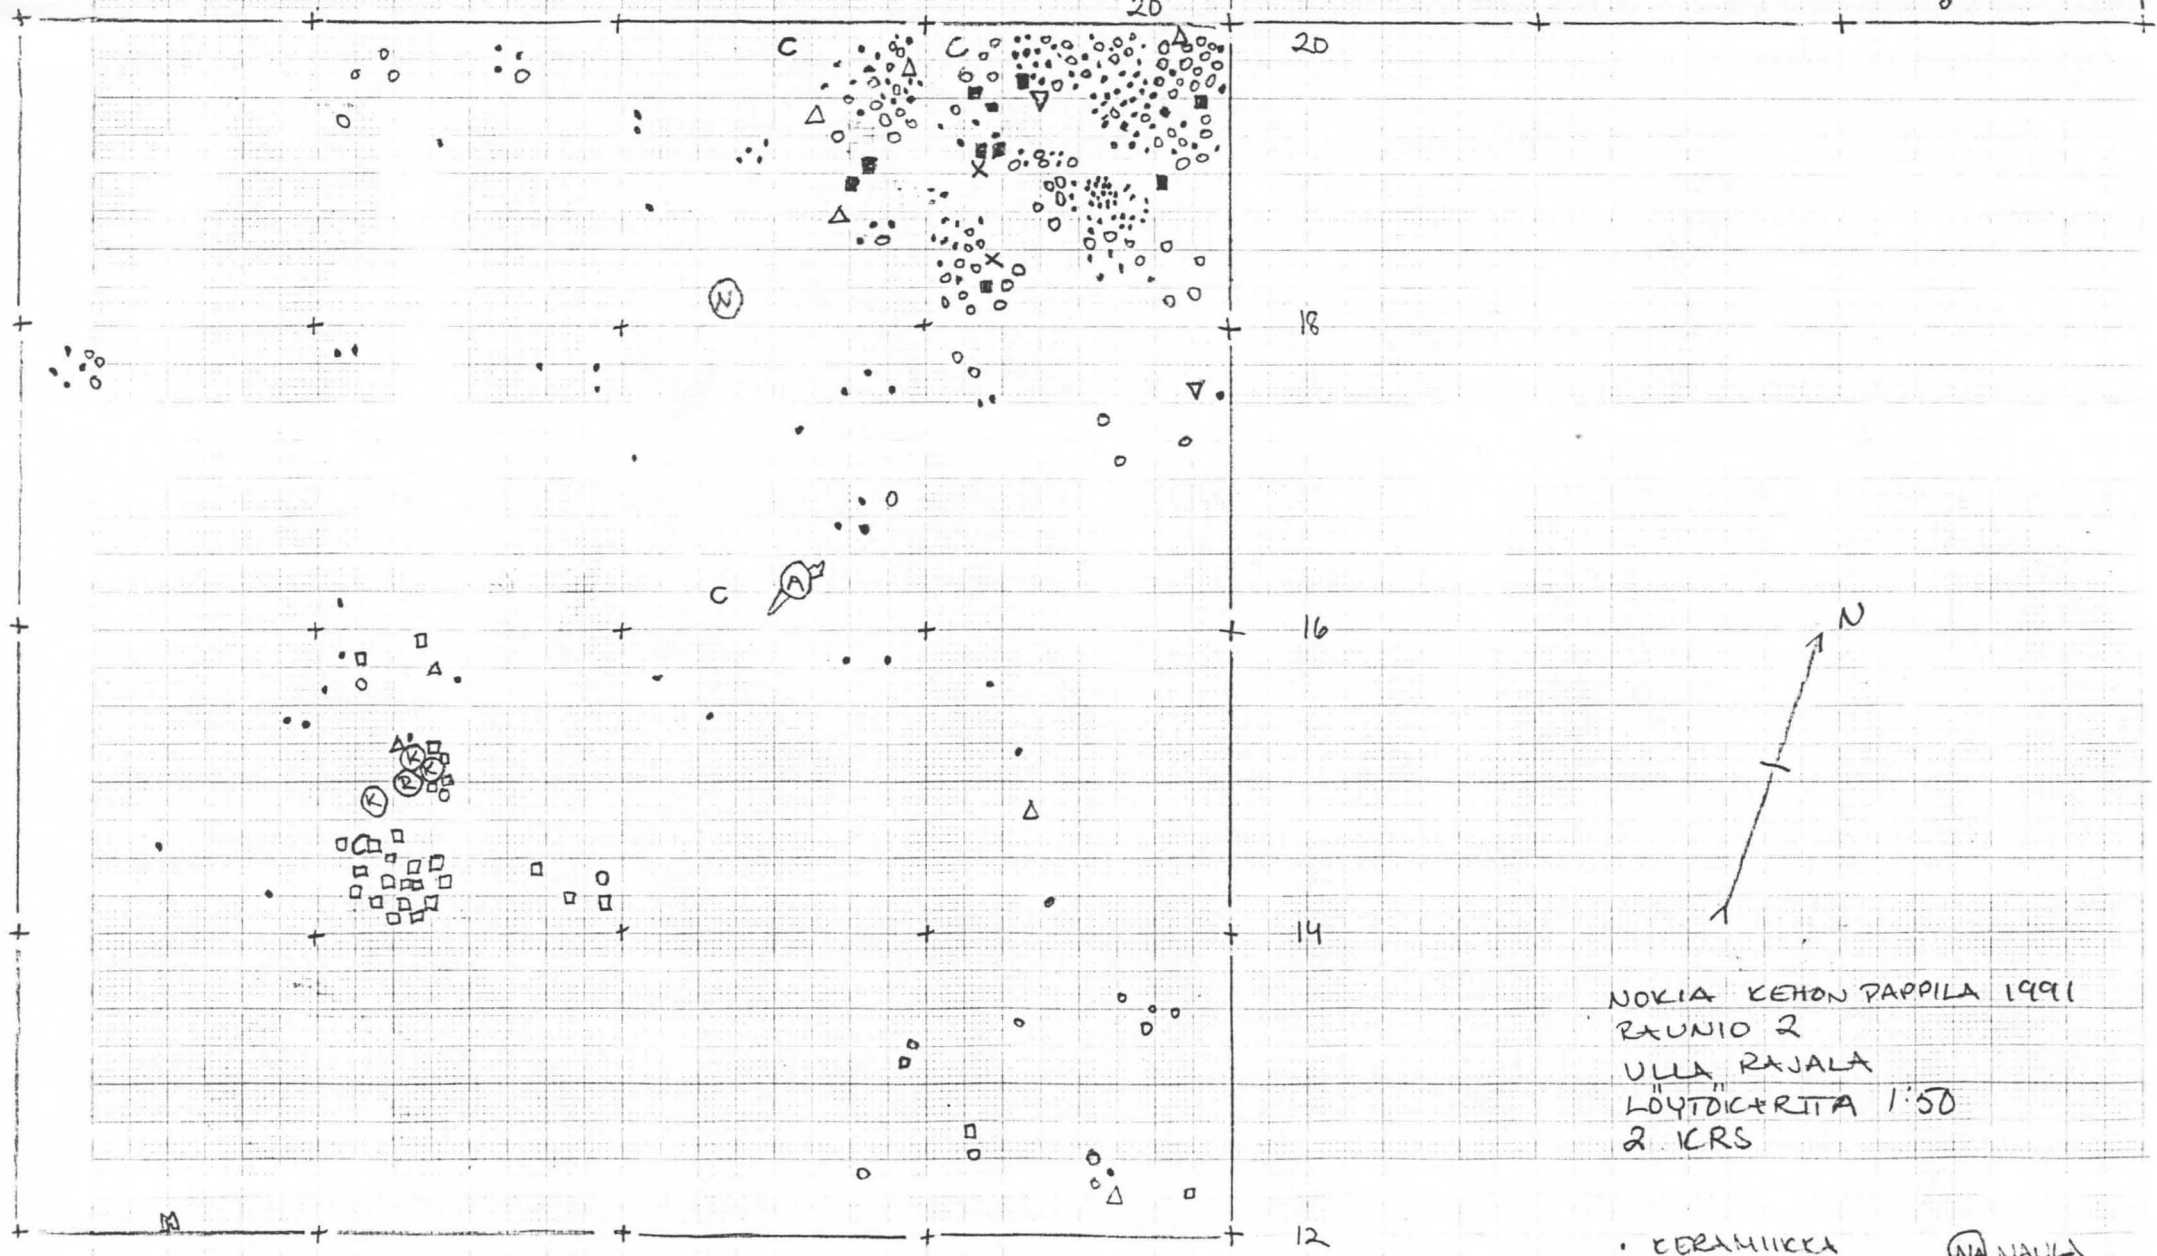 20
C
C
20
N
18
A
C
16
N
K
K
R
K
C
14
NOKIA KEHON PAPPILA 1991
RAUNIO 2
ULLA RAJALA
LÖYTÖKARTTA 1:50
2 KRS
12
• KERAMIIKKA
NA NAULA